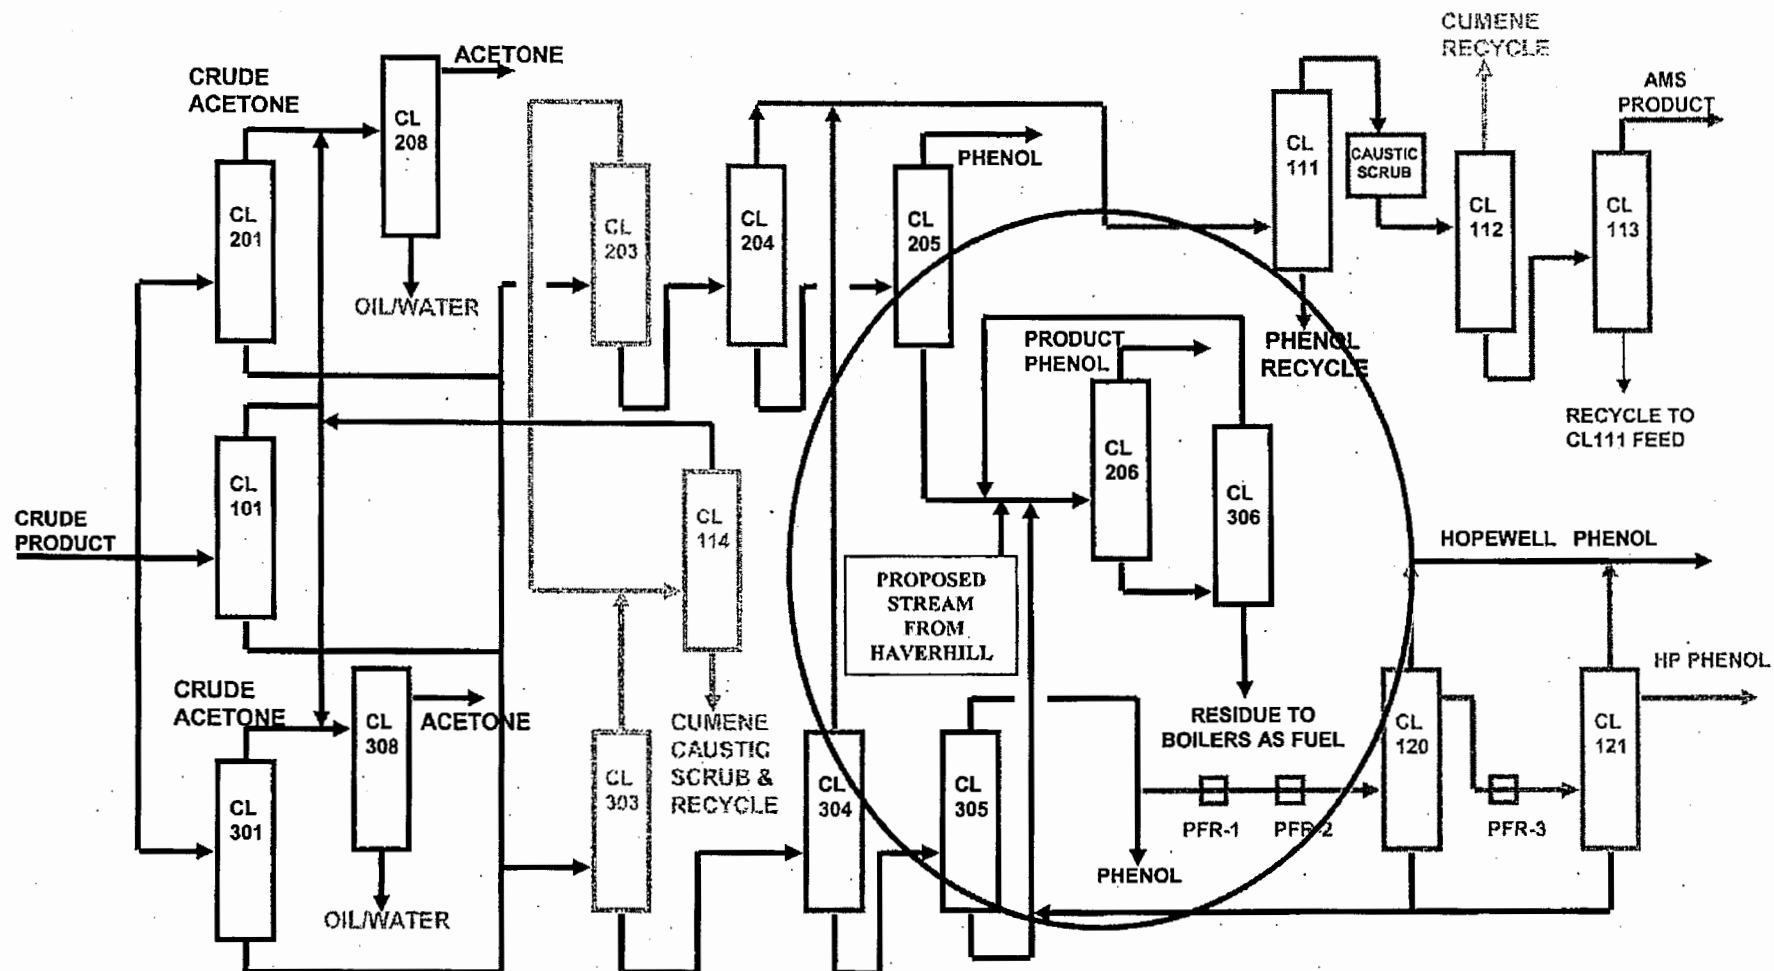 CUMENE
RECYCLE
ACETONE
CRUDE
ACETONE
CL
208
AMS
PRODUCT
CL
111
CAUSTIC
SCRUB
PHENOL
CL
201
CL
203
CL
204
CL
205
CL
112
CL
113
OIL/WATER
PRODUCT
PHENOL
PHENOL
RECYCLE
RECYCLE TO
CL111 FEED
CL
101
CL
206
CL
306
CRUDE
PRODUCT
CL
114
HOPEWELL PHENOL
PROPOSED
STREAM
FROM
HAVERHILL
HP PHENOL
CRUDE
ACETONE
CL
308
ACETONE
CUMENE
CAUSTIC
SCRUB &
RECYCLE
RESIDUE TO
BOILERS AS FUEL
CL
120
CL
121
CL
301
CL
303
CL
304
CL
305
PFR-1
PFR-2
PFR-3
PHENOL
OIL/WATER